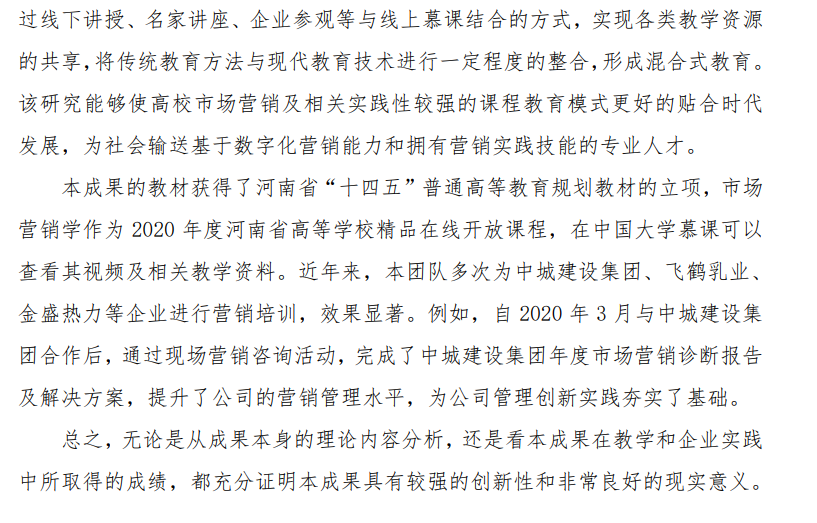 过线下讲授、名家讲座、企业参观等与线上慕课结合的方式，实现各类教学资源
的共享，将传统教育方法与现代教育技术进行一定程度的整合，形成混合式教育。
该研究能够使高校市场营销及相关实践性较强的课程教育模式更好的贴合时代
发展，为社会输送基于数字化营销能力和拥有营销实践技能的专业人才。
本成果的教材获得了河南省“十四五”普通高等教育规划教材的立项，市场
营销学作为 2020 年度河南省高等学校精品在线开放课程，在中国大学慕课可以
查看其视频及相关教学资料。近年来，本团队多次为中城建设集团、飞鹤乳业、
金盛热力等企业进行营销培训，效果显著。例如，自 2020 年 3 月与中城建设集
团合作后，通过现场营销咨询活动，完成了中城建设集团年度市场营销诊断报告
及解决方案，提升了公司的营销管理水平，为公司管理创新实践夯实了基础。
总之，无论是从成果本身的理论内容分析，还是看本成果在教学和企业实践
中所取得的成绩，都充分证明本成果具有较强的创新性和非常良好的现实意义。